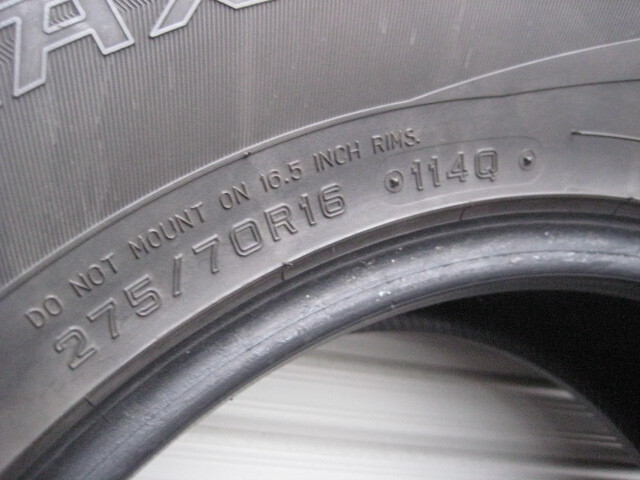 DO NOT MOUNT ON 16.5 INCH RIMS.
275/70R16 114Q